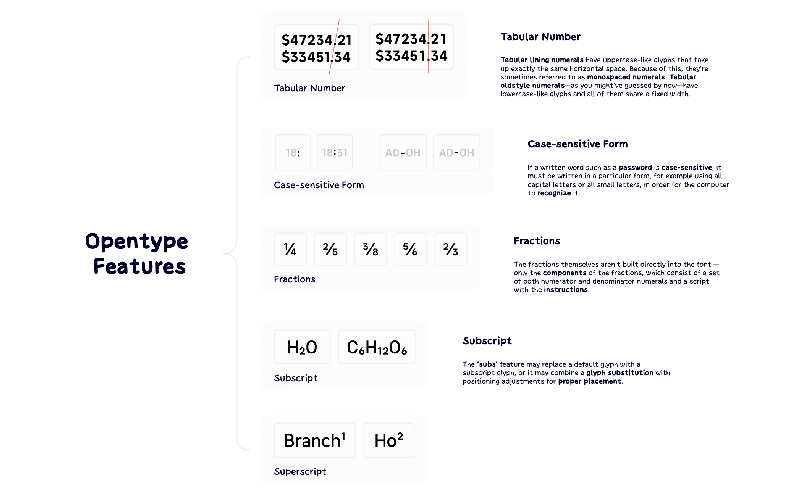 Opentype
Features
$47234.21
$33451.34
$47234.21
$33451.34
Tabular Number
Tabular Number
Tabular lining numerals have uppercase-like glyphs that take
up exactly the same horizontal space. Because of this, they're
sometimes referred to as monospaced numerals. Tabular
oldstyle numerals—as you might've guessed by now—have
lowercase-like glyphs and all of them share a fixed width.
18:
18:31
AD-OH
AD-OH
Case-sensitive Form
Case-sensitive Form
If a written word such as a password is case-sensitive, it
must be written in a particular form, for example using all
capital letters or all small letters, in order for the computer
to recognize it.
¼ ⅖ ⅜ ⅚ ⅔
Fractions
Fractions
The fractions themselves aren't built directly into the font —
only the components of the fractions, which consist of a set
of both numerator and denominator numerals and a script
with the instructions.
H₂O
C₆H₁₂O₆
Subscript
Subscript
The 'subs' feature may replace a default glyph with a
subscript glyph, or it may combine a glyph substitution with
positioning adjustments for proper placement.
Branch¹
Ho²
Superscript